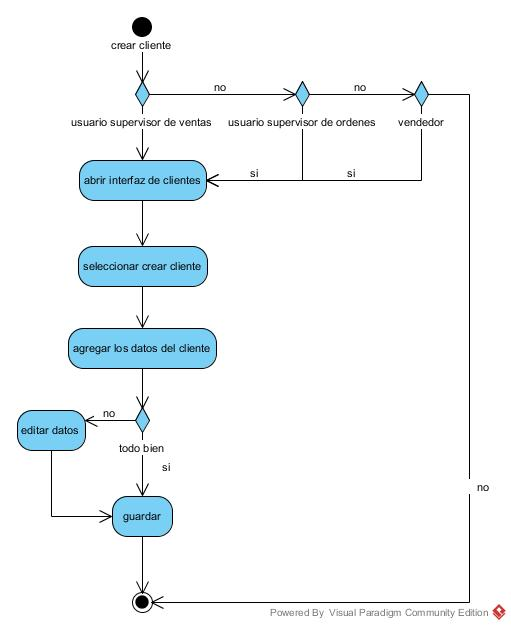 crear cliente
no
no
usuario supervisor de ventas
usuario supervisor de ordenes
vendedor
abrir interfaz de clientes
si
si
seleccionar crear cliente
agregar los datos del cliente
no
editar datos
todo bien
si
no
guardar
Powered By Visual Paradigm Community Edition